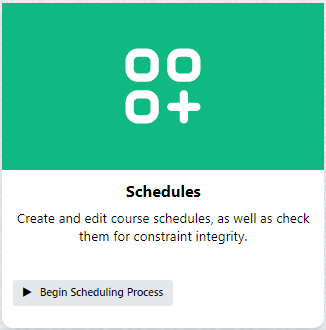 Schedules
Create and edit course schedules, as well as check
them for constraint integrity.
Begin Scheduling Process